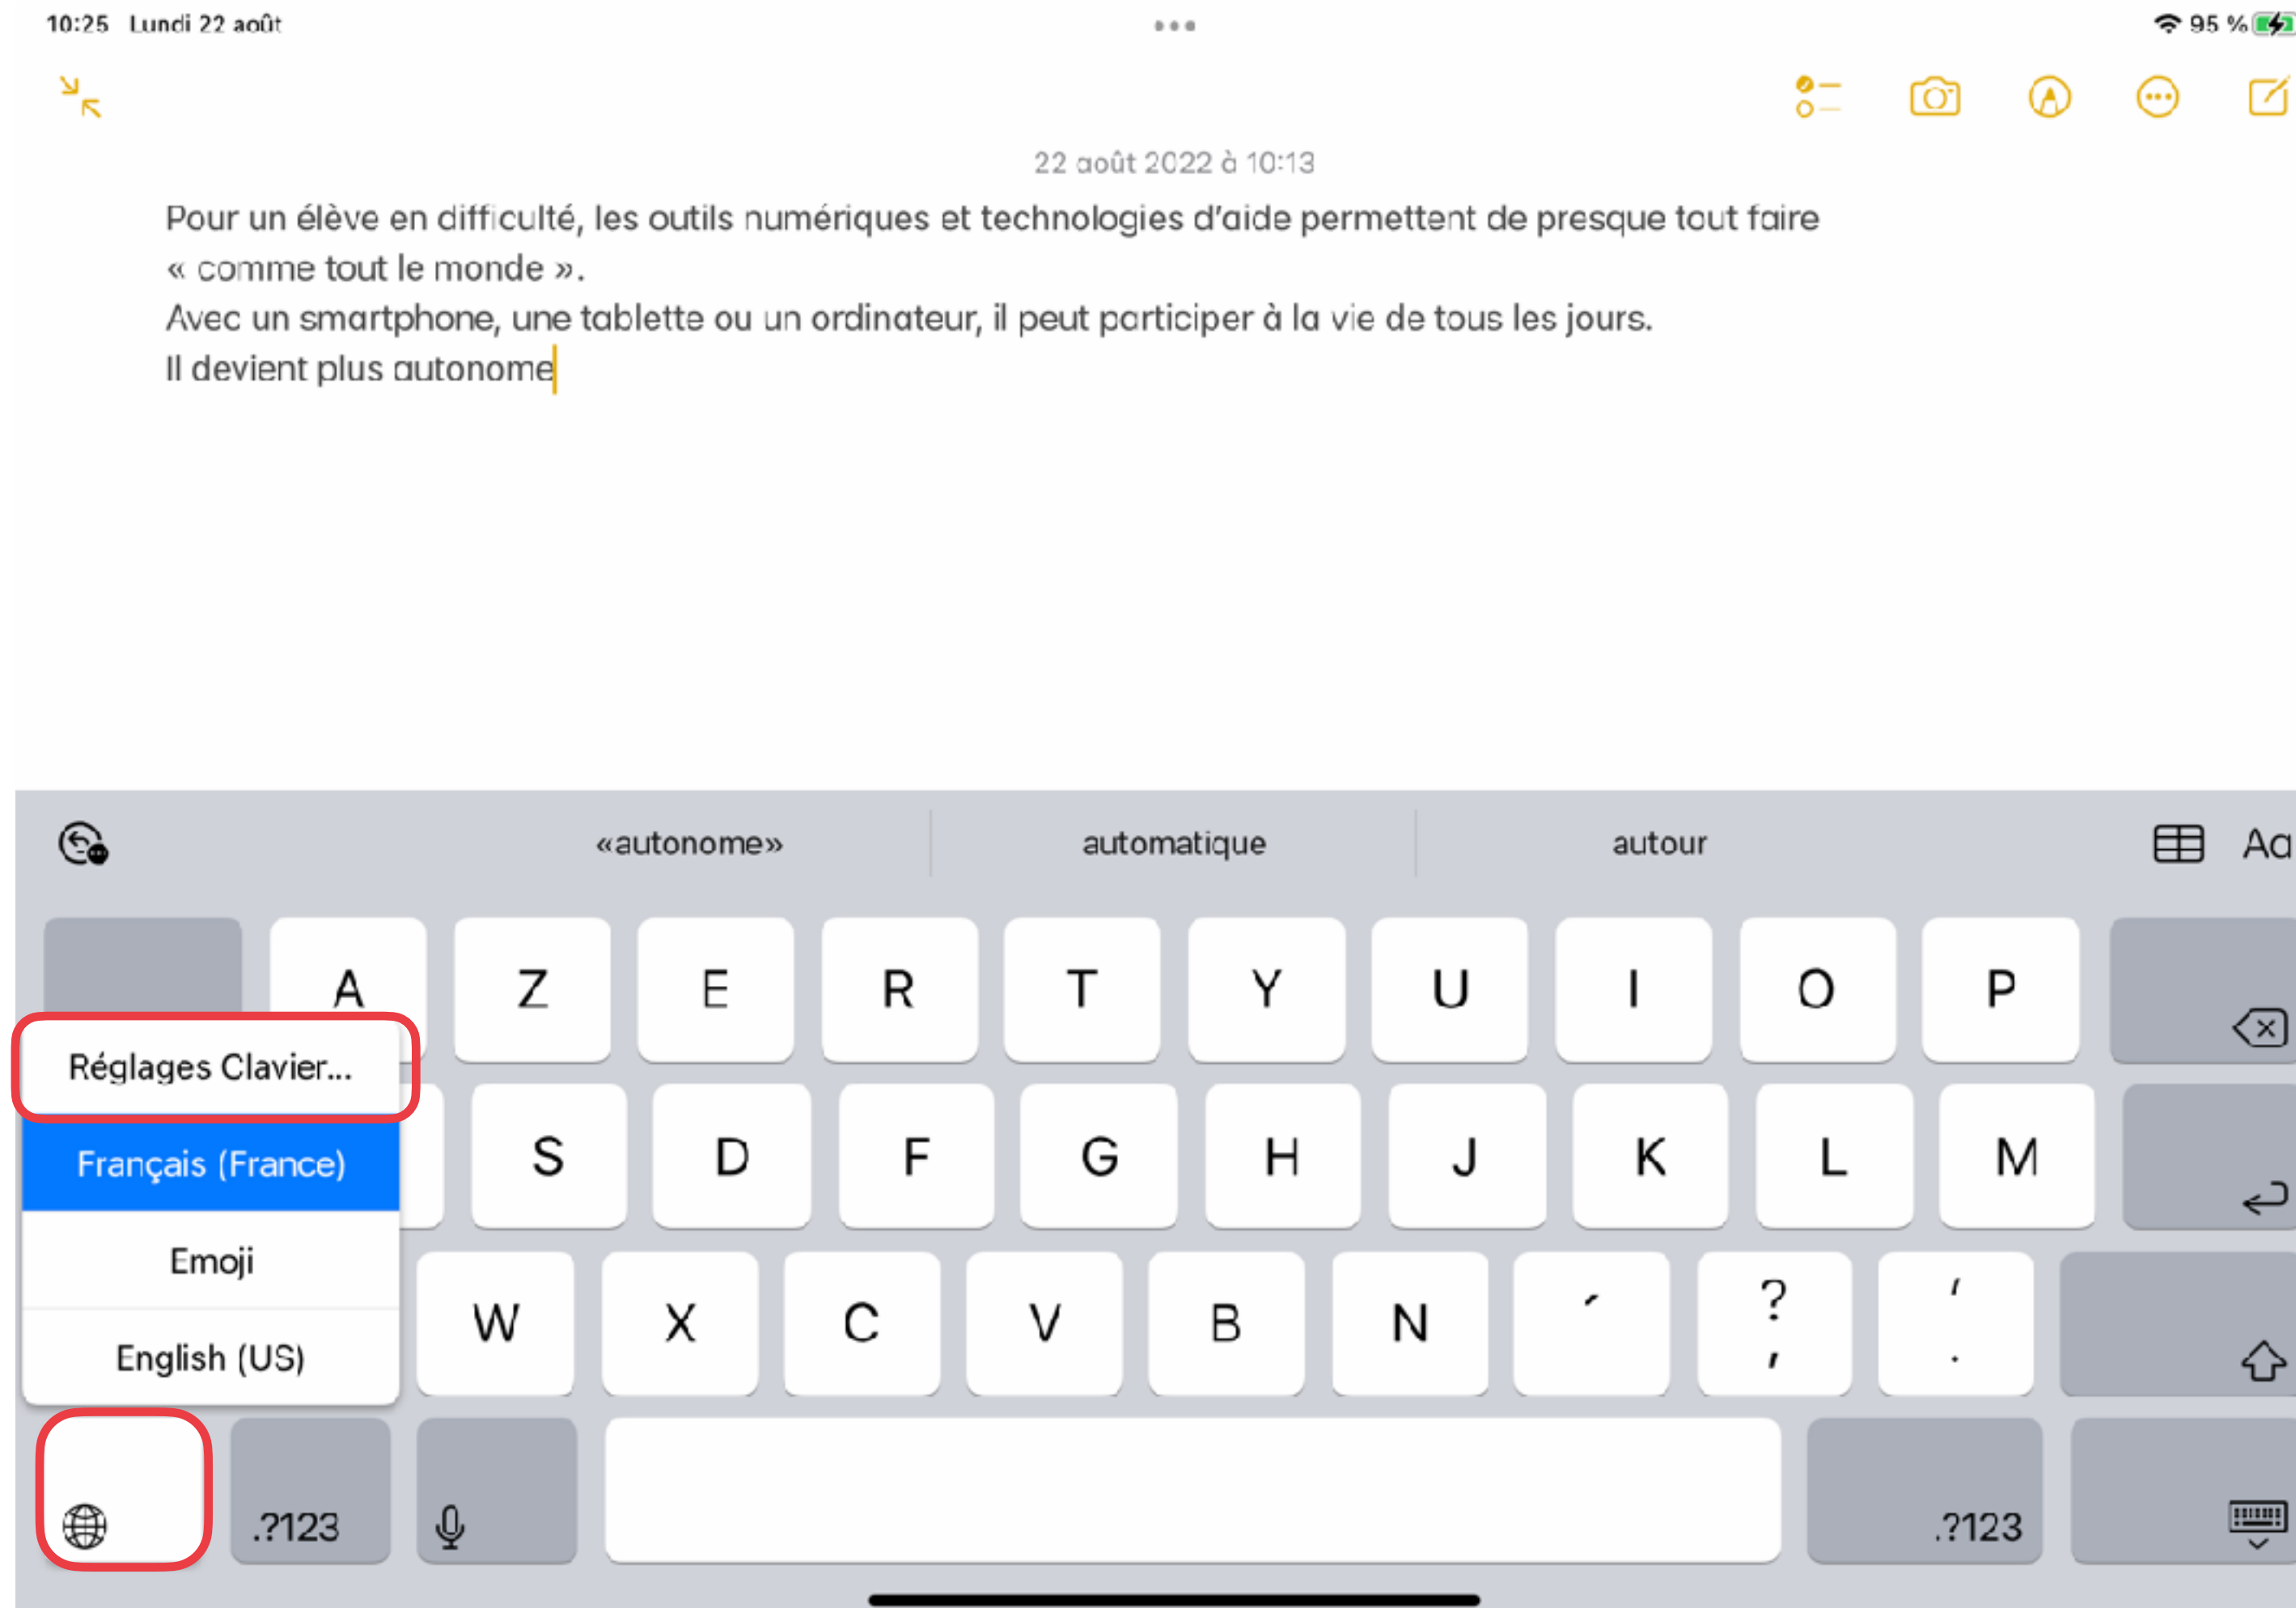 10:25 Lundi 22 août
95 %
22 août 2022 à 10:13
Pour un élève en difficulté, les outils numériques et technologies d’aide permettent de presque tout faire
« comme tout le monde ».
Avec un smartphone, une tablette ou un ordinateur, il peut participer à la vie de tous les jours.
Il devient plus autonome
«autonome» automatique autour Aa
A Z E R T Y U I O P
Réglages Clavier...
S D F G H J K L M
Français (France)
Emoji
W X C V B N ´ ? , ' .
English (US)
.?123 .?123